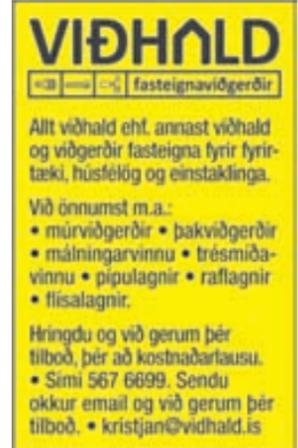 VIÐHALD
fasteignaviðgerðir
Allt viðhald ehf. annast viðhald
og viðgerðir fasteigna fyrir fyrir-
tæki, húsfélög og einstaklinga.
Við önnumst m.a.:
• múrviðgerðir • þakviðgerðir
• málningarvinnu • trésmíða-
vinnu • pípulagnir • raflagnir
• flísalagnir.
Hringdu og við gerum þér
tilboð, þér að kostnaðarlausu.
• Sími 567 6699. Sendu
okkur email og við gerum þér
tilboð. • kristjan@vidhald.is